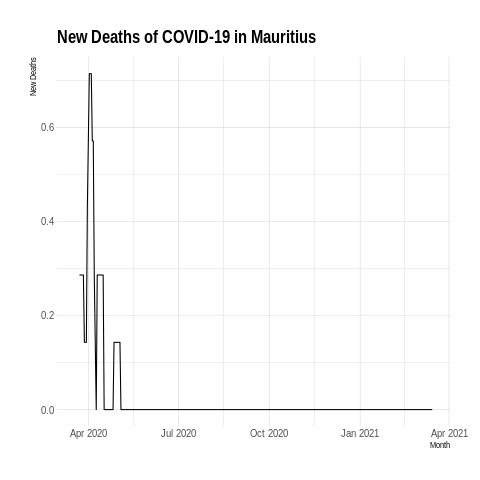 New Deaths of COVID-19 in Mauritius
New Deaths
0.6
0.4
0.2
0.0
Apr 2020 Jul 2020 Oct 2020 Jan 2021 Apr 2021
Month